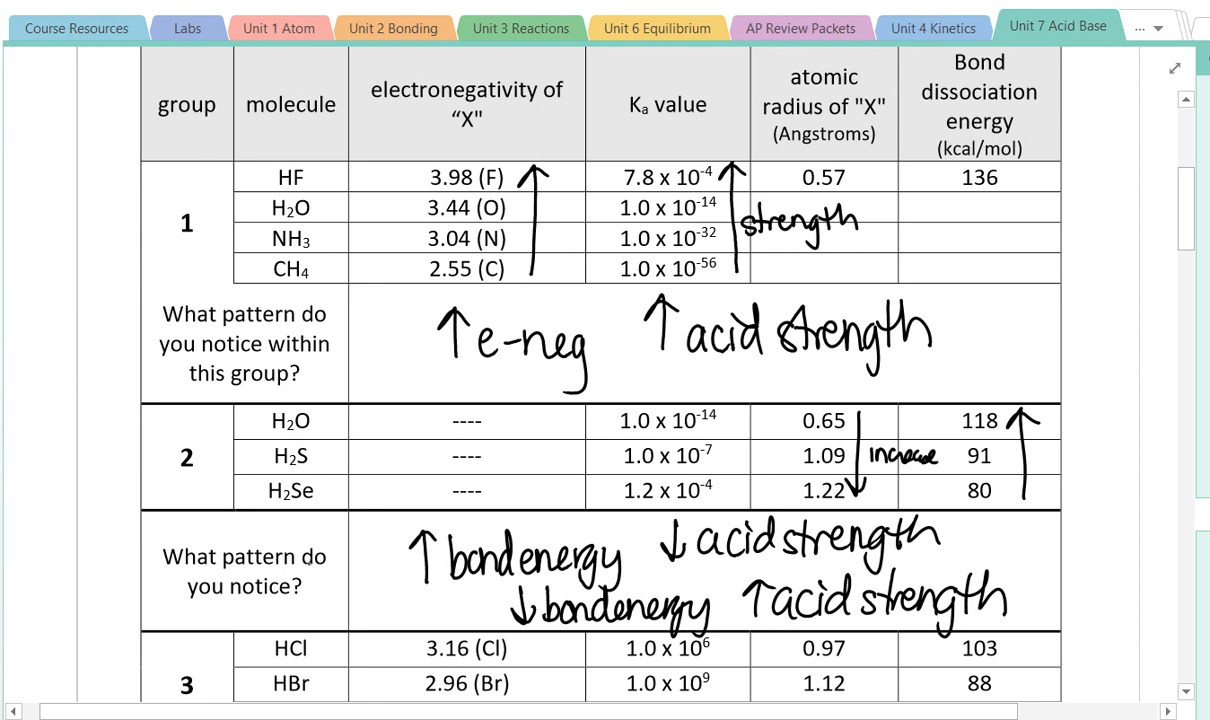 Course Resources Labs Unit 1 Atom Unit 2 Bonding Unit 3 Reactions Unit 6 Equilibrium AP Review Packets Unit 4 Kinetics Unit 7 Acid Base ...
group molecule electronegativity of “X” Kₐ value atomic radius of "X" (Angstroms) Bond dissociation energy (kcal/mol)
1
HF 3.98 (F) 7.8 x 10⁻⁴ 0.57 136
H₂O 3.44 (O) 1.0 x 10⁻¹⁴
strength
NH₃ 3.04 (N) 1.0 x 10⁻³²
CH₄ 2.55 (C) 1.0 x 10⁻⁵⁶
What pattern do
you notice within
this group?
↑ e-neg ↑ acid strength
2
H₂O ---- 1.0 x 10⁻¹⁴ 0.65 118
H₂S ---- 1.0 x 10⁻⁷ 1.09 increase 91
H₂Se ---- 1.2 x 10⁻⁴ 1.22 80
What pattern do
you notice?
↑ bond energy ↓ acid strength
↓ bond energy ↑ acid strength
3
HCl 3.16 (Cl) 1.0 x 10⁶ 0.97 103
HBr 2.96 (Br) 1.0 x 10⁹ 1.12 88